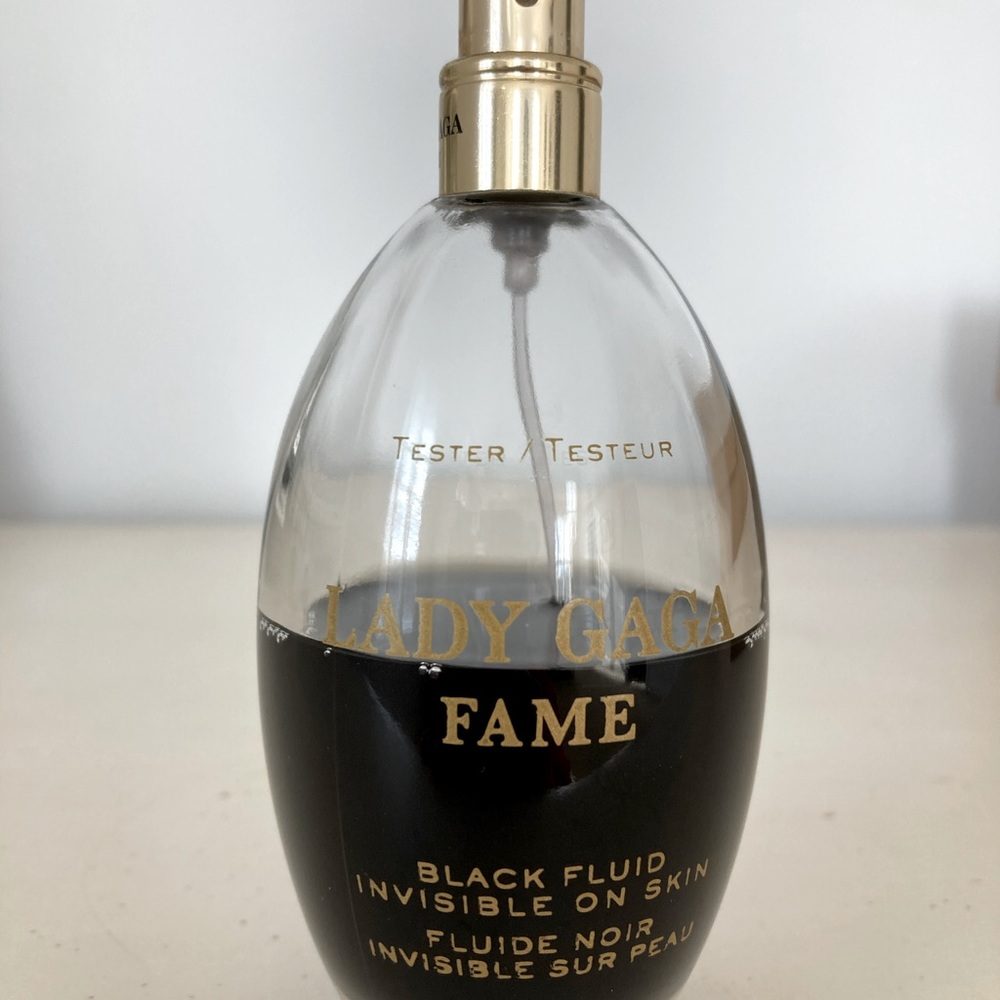 TESTER / TESTEUR
LADY GAGA
FAME
BLACK FLUID
INVISIBLE ON SKIN
FLUIDE NOIR
INVISIBLE SUR PEAU